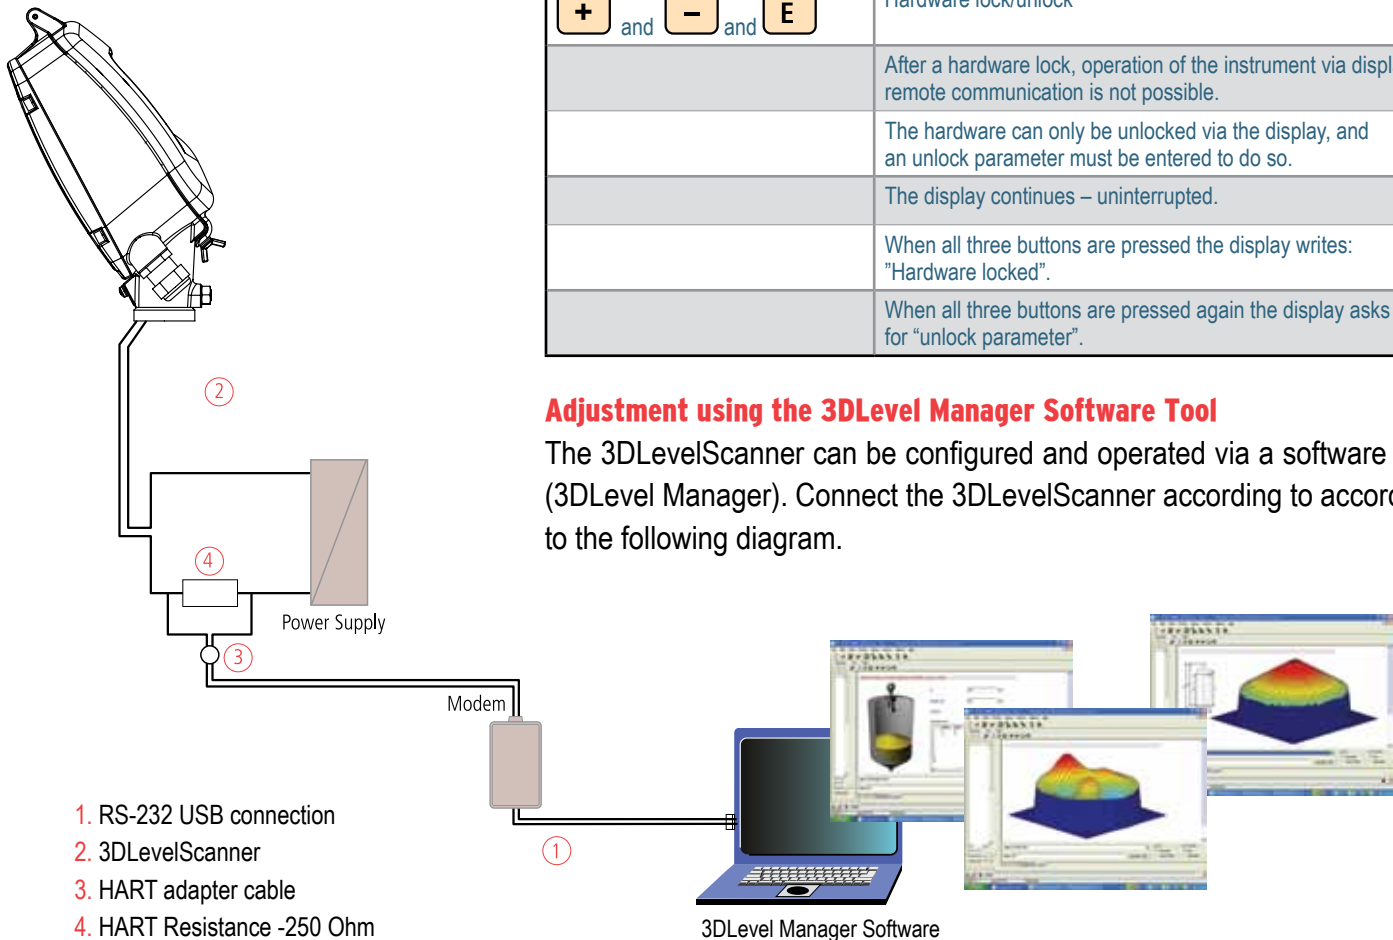 + and – and E
Hardware lock/unlock
After a hardware lock, operation of the instrument via
remote communication is not possible.
The hardware can only be unlocked via the display, and
an unlock parameter must be entered to do so.
The display continues – uninterrupted.
When all three buttons are pressed the display writes:
”Hardware locked”.
When all three buttons are pressed again the display asks
for “unlock parameter”.
Adjustment using the 3DLevel Manager Software Tool
The 3DLevelScanner can be configured and operated via a software
(3DLevel Manager). Connect the 3DLevelScanner according to
to the following diagram.
2
4
Power Supply
3
Modem
1
1. RS-232 USB connection
2. 3DLevelScanner
3. HART adapter cable
4. HART Resistance -250 Ohm
3DLevel Manager Software